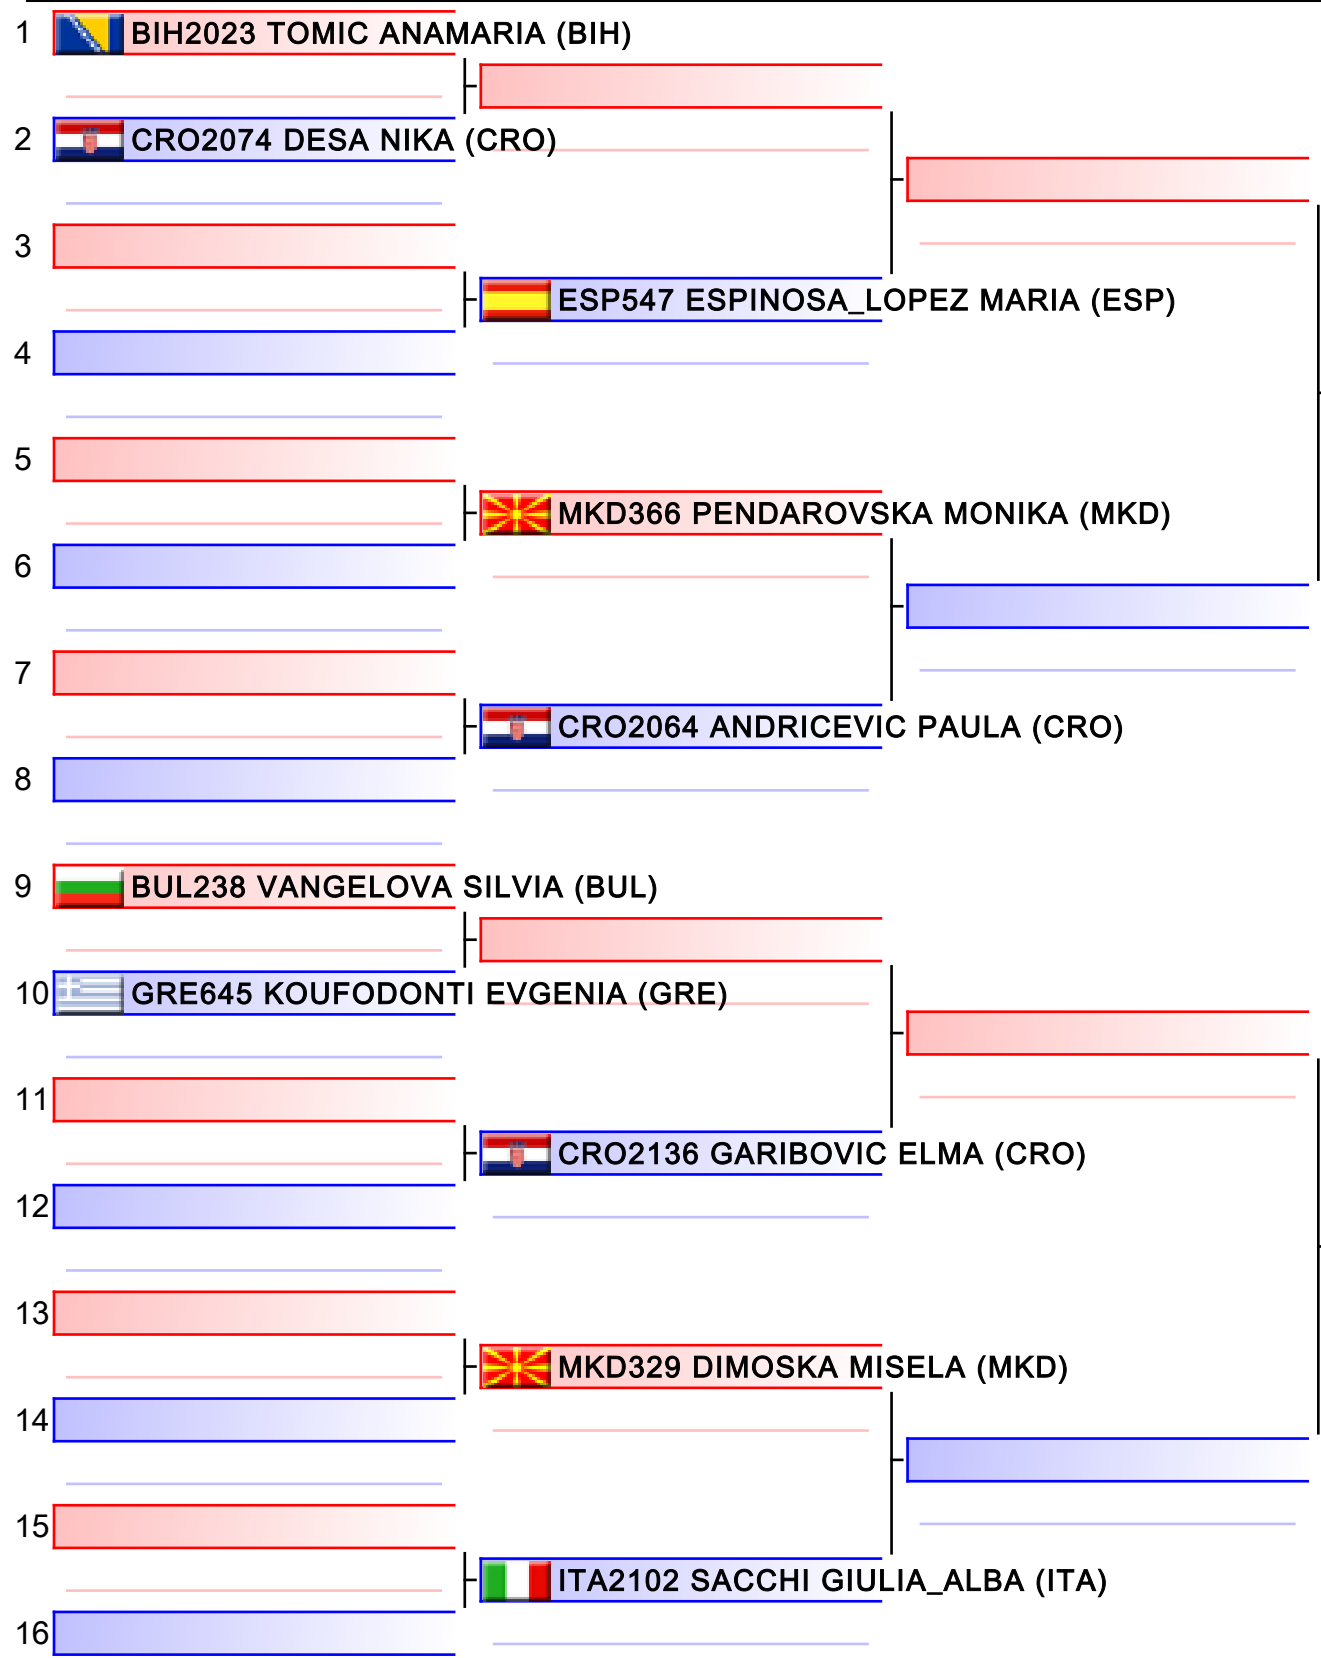 1 BIH2023 TOMIC ANAMARIA (BIH)
2 CRO2074 DESA NIKA (CRO)
3
ESP547 ESPINOSA_LOPEZ MARIA (ESP)
4
5
MKD366 PENDAROVSKA MONIKA (MKD)
6
7
CRO2064 ANDRICEVIC PAULA (CRO)
8
9 BUL238 VANGELOVA SILVIA (BUL)
10 GRE645 KOUFODONTI EVGENIA (GRE)
11
CRO2136 GARIBOVIC ELMA (CRO)
12
13
MKD329 DIMOSKA MISELA (MKD)
14
15
ITA2102 SACCHI GIULIA_ALBA (ITA)
16